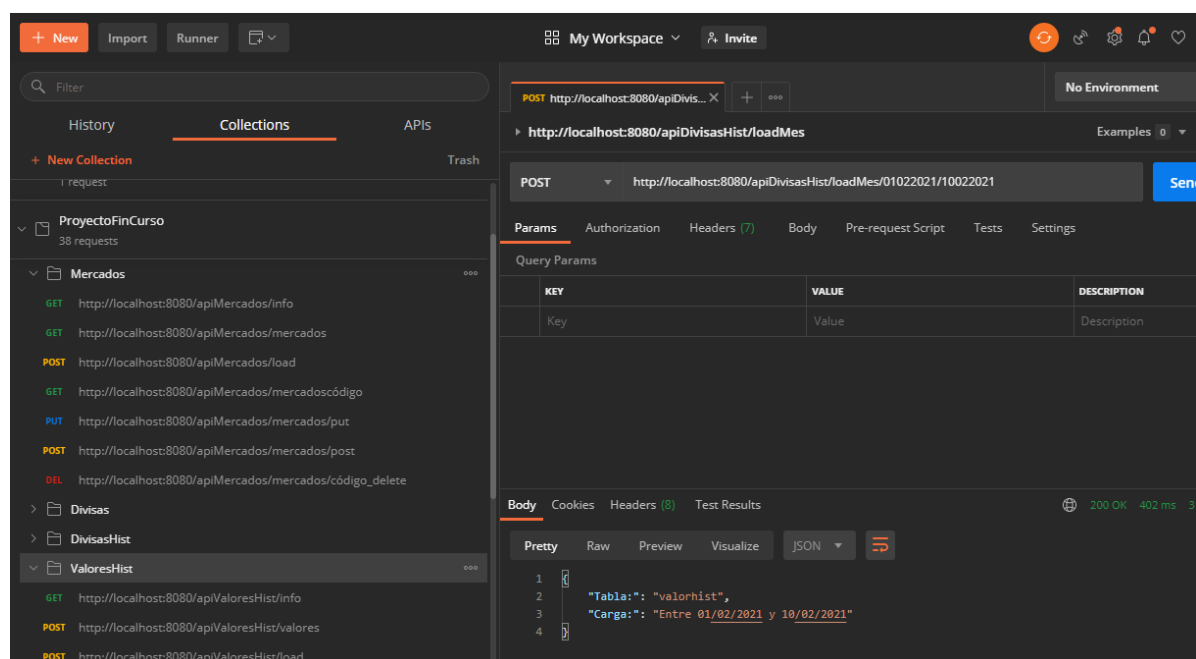 + New Import Runner My Workspace Invite
Filter
History Collections APIs
+ New Collection Trash
1 request
ProyectoFinCurso
38 requests
Mercados
GET http://localhost:8080/apiMercados/info
GET http://localhost:8080/apiMercados/mercados
POST http://localhost:8080/apiMercados/load
GET http://localhost:8080/apiMercados/mercadoscódigo
PUT http://localhost:8080/apiMercados/mercados/put
POST http://localhost:8080/apiMercados/mercados/post
DEL http://localhost:8080/apiMercados/mercados/código_delete
Divisas
DivisasHist
ValoresHist
GET http://localhost:8080/apiValoresHist/info
POST http://localhost:8080/apiValoresHist/valores
POST http://localhost:8080/apiValoresHist/load
POST http://localhost:8080/apiDivis... No Environment
http://localhost:8080/apiDivisasHist/loadMes Examples 0
POST http://localhost:8080/apiDivisasHist/loadMes/01022021/10022021 Sen
Params Authorization Headers (7) Body Pre-request Script Tests Settings
Query Params
KEY VALUE DESCRIPTION
Key Value Description
Body Cookies Headers (8) Test Results 200 OK 402 ms 3
Pretty Raw Preview Visualize JSON
1 {
2 "Tabla:": "valorhist",
3 "Carga:": "Entre 01/02/2021 y 10/02/2021"
4 }